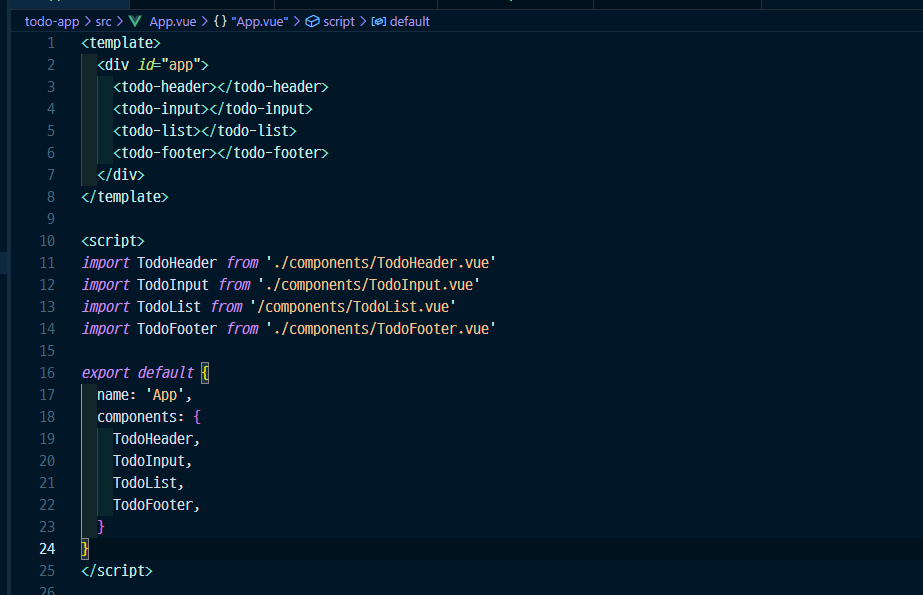 todo-app > src > App.vue > {} "App.vue" > script > default
1 <template>
2 <div id="app">
3 <todo-header></todo-header>
4 <todo-input></todo-input>
5 <todo-list></todo-list>
6 <todo-footer></todo-footer>
7 </div>
8 </template>
9
10 <script>
11 import TodoHeader from './components/TodoHeader.vue'
12 import TodoInput from './components/TodoInput.vue'
13 import TodoList from '/components/TodoList.vue'
14 import TodoFooter from './components/TodoFooter.vue'
15
16 export default {
17 name: 'App',
18 components: {
19 TodoHeader,
20 TodoInput,
21 TodoList,
22 TodoFooter,
23 }
24 }
25 </script>
26